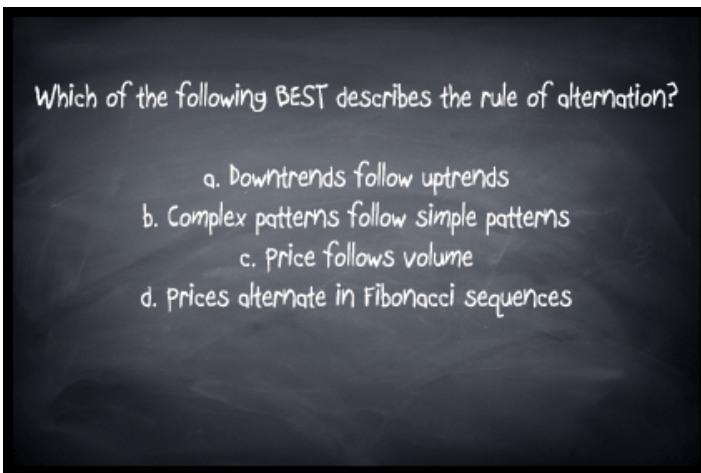 Which of the following BEST describes the rule of alternation?
a. Downtrends follow uptrends
b. Complex patterns follow simple patterns
c. Price follows volume
d. Prices alternate in Fibonacci sequences